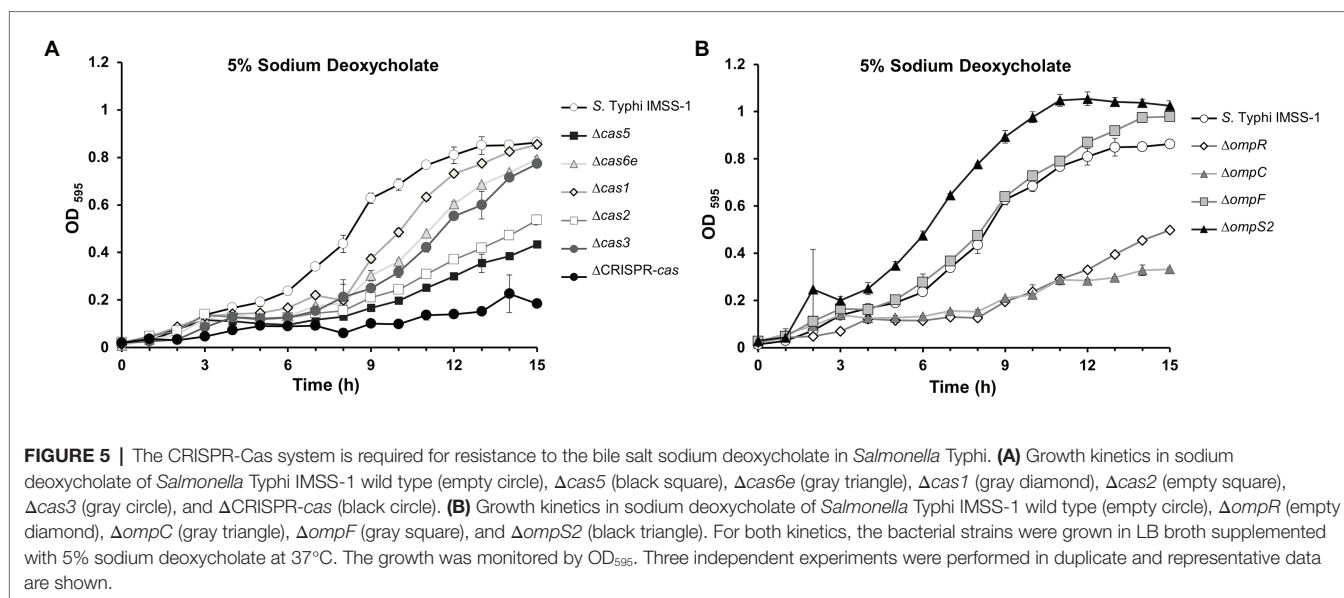 A
5% Sodium Deoxycholate
1.2
1
0.8
0.6
0.4
0.2
0
OD 595
0 3 6 9 12 15
Time (h)
S. Typhi IMSS-1
Δcas5
Δcas6e
Δcas1
Δcas2
Δcas3
ΔCRISPR-cas
B
5% Sodium Deoxycholate
1.2
1
0.8
0.6
0.4
0.2
0
OD 595
0 3 6 9 12 15
Time (h)
S. Typhi IMSS-1
ΔompR
ΔompC
ΔompF
ΔompS2
FIGURE 5 | The CRISPR-Cas system is required for resistance to the bile salt sodium deoxycholate in Salmonella Typhi. (A) Growth kinetics in sodium
deoxycholate of Salmonella Typhi IMSS-1 wild type (empty circle), Δcas5 (black square), Δcas6e (gray triangle), Δcas1 (gray diamond), Δcas2 (empty square),
Δcas3 (gray circle), and ΔCRISPR-cas (black circle). (B) Growth kinetics in sodium deoxycholate of Salmonella Typhi IMSS-1 wild type (empty circle), ΔompR (empty
diamond), ΔompC (gray triangle), ΔompF (gray square), and ΔompS2 (black triangle). For both kinetics, the bacterial strains were grown in LB broth supplemented
with 5% sodium deoxycholate at 37°C. The growth was monitored by OD₅₉₅. Three independent experiments were performed in duplicate and representative data
are shown.